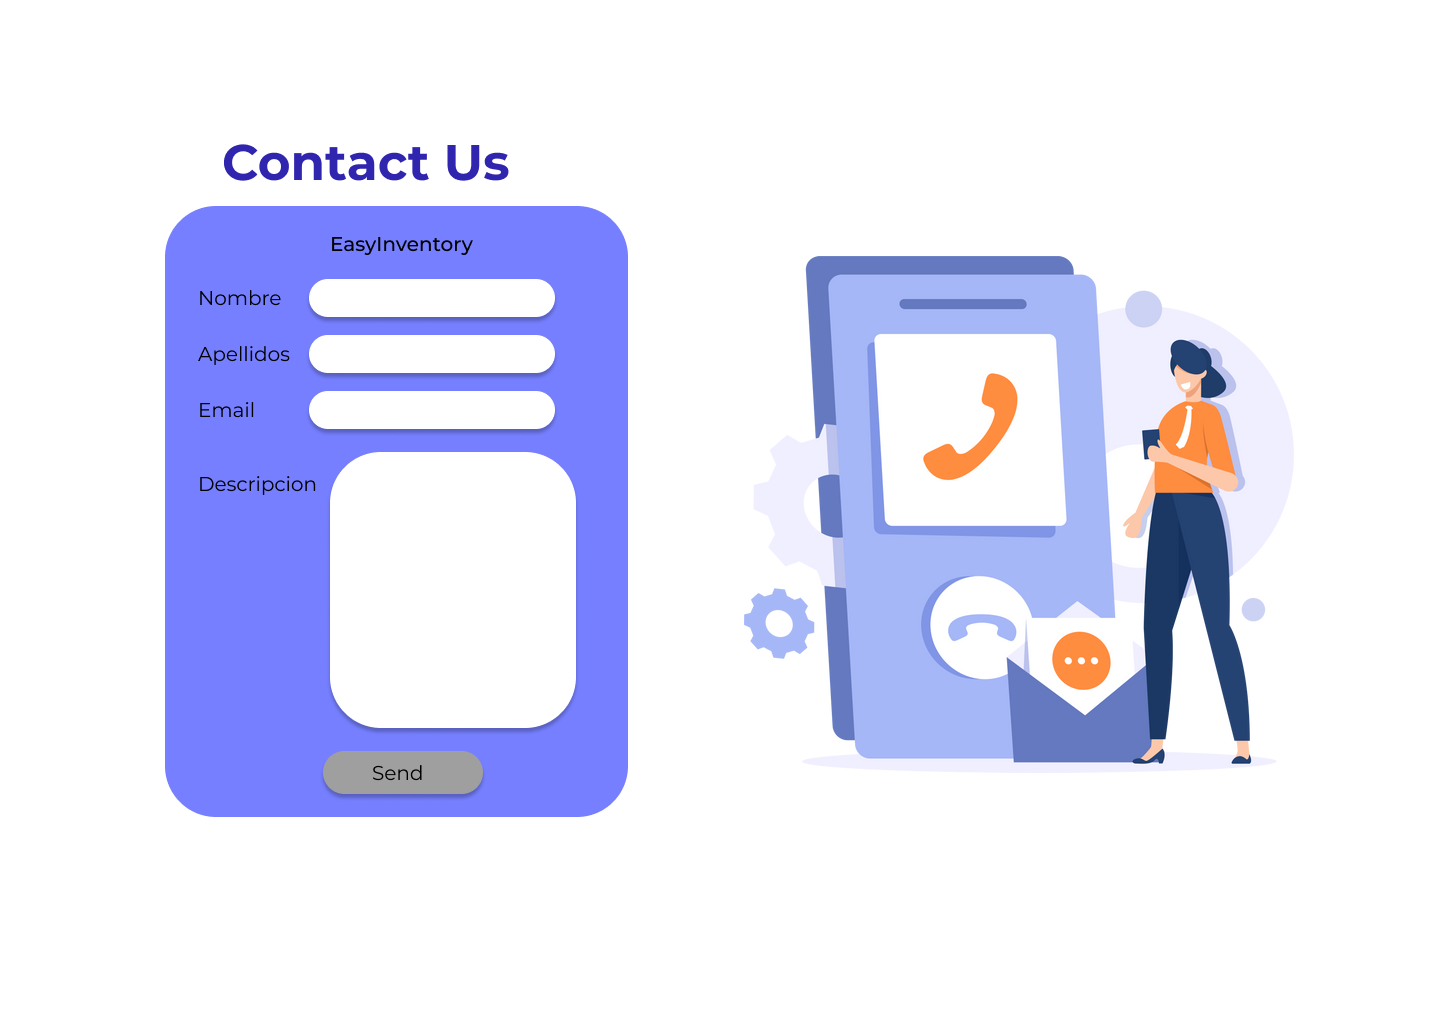 Contact Us
EasyInventory
Nombre
Apellidos
Email
Descripcion
Send